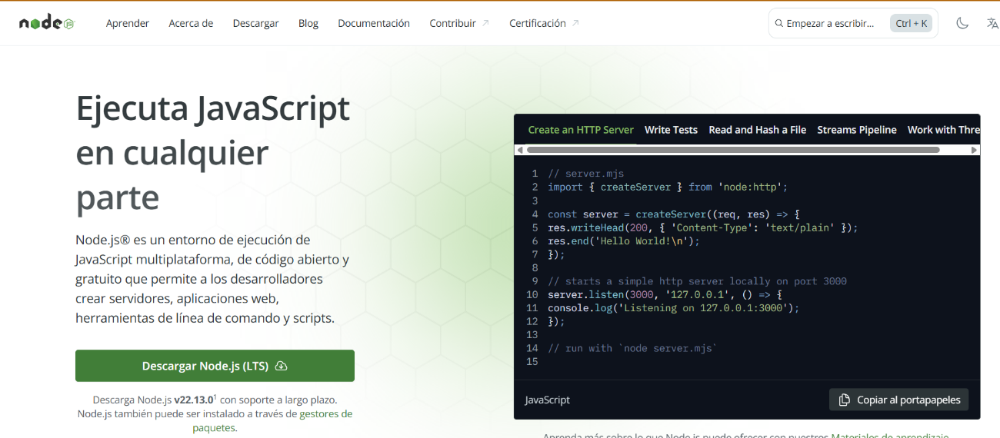 node JS
Aprender Acerca de Descargar Blog Documentación Contribuir Certificación
Empezar a escribir... Ctrl + K
Ejecuta JavaScript
en cualquier
parte
Node.js® es un entorno de ejecución de
JavaScript multiplataforma, de código abierto y
gratuito que permite a los desarrolladores
crear servidores, aplicaciones web,
herramientas de línea de comando y scripts.
Descargar Node.js (LTS)
Descarga Node.js v22.13.0¹ con soporte a largo plazo.
Node.js también puede ser instalado a través de gestores de
paquetes.
Create an HTTP Server Write Tests Read and Hash a File Streams Pipeline Work with Thre
1 // server.mjs
2 import { createServer } from 'node:http';
3
4 const server = createServer((req, res) => {
5 res.writeHead(200, { 'Content-Type': 'text/plain' });
6 res.end('Hello World!\n');
7 });
8
9 // starts a simple http server locally on port 3000
10 server.listen(3000, '127.0.0.1', () => {
11 console.log('Listening on 127.0.0.1:3000');
12 });
13
14 // run with `node server.mjs`
15
JavaScript Copiar al portapapeles
Aprenda más sobre lo que Node.js puede ofrecer con nuestros Materiales de aprendizaje